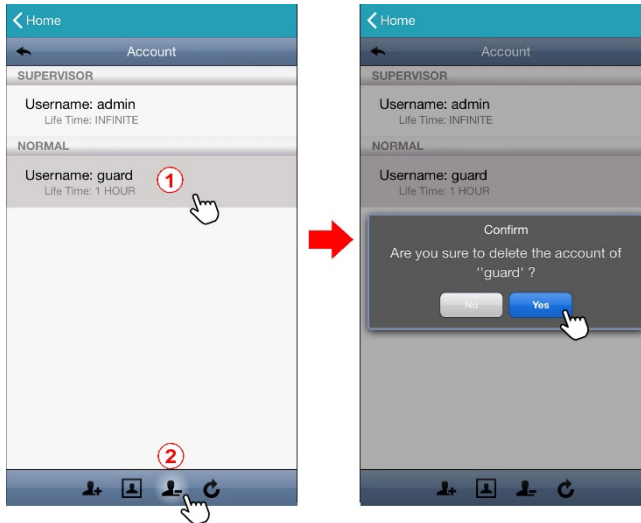 Home
Account
SUPERVISOR
Username: admin
Life Time: INFINITE
NORMAL
Username: guard
Life Time: 1 HOUR
1
2
Home
Account
SUPERVISOR
Username: admin
Life Time: INFINITE
NORMAL
Username: guard
Life Time: 1 HOUR
Confirm
Are you sure to delete the account of
''guard' ?
No Yes